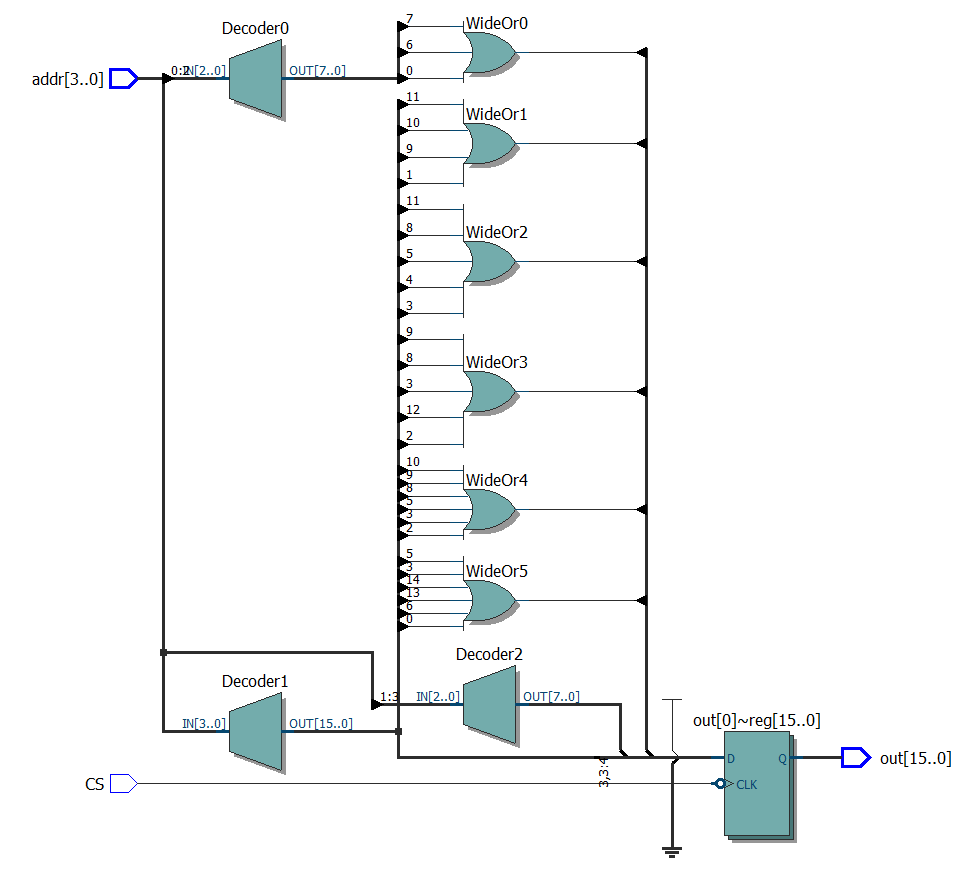 Decoder0
addr[3..0]
0:2
IN[2..0]
OUT[7..0]
7
6
0
WideOr0
11
10
9
1
WideOr1
11
8
5
4
3
WideOr2
9
8
3
12
2
WideOr3
10
9
8
5
3
2
WideOr4
5
3
14
13
6
0
WideOr5
Decoder1
IN[3..0]
OUT[15..0]
Decoder2
1:3
IN[2..0]
OUT[7..0]
3,3:4
out[0]~reg[15..0]
D
Q
CLK
out[15..0]
CS